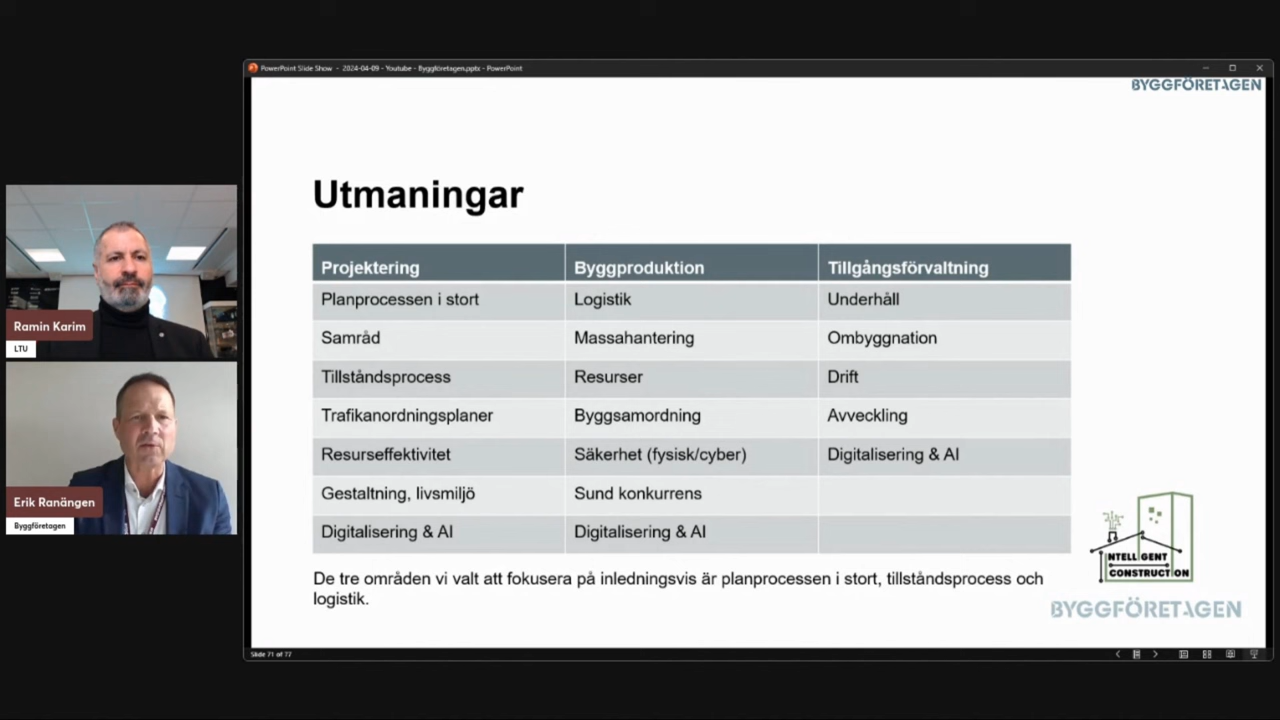 PowerPoint Slide Show - 2024-04-09 - Youtube - Byggföretagen.pptx - PowerPoint
BYGGFÖRETAGEN
Utmaningar
Projektering Byggproduktion Tillgångsförvaltning
Planprocessen i stort Logistik Underhåll
Samråd Massahantering Ombyggnation
Tillståndsprocess Resurser Drift
Trafikanordningsplaner Byggsamordning Avveckling
Resurseffektivitet Säkerhet (fysisk/cyber) Digitalisering & AI
Gestaltning, livsmiljö Sund konkurrens
Digitalisering & AI Digitalisering & AI
De tre områden vi valt att fokusera på inledningsvis är planprocessen i stort, tillståndsprocess och
logistik.
INTELLIGENT
CONSTRUCTION
BYGGFÖRETAGEN
Slide 71 of 77
Ramin Karim
LTU
Erik Ranängen
Byggföretagen